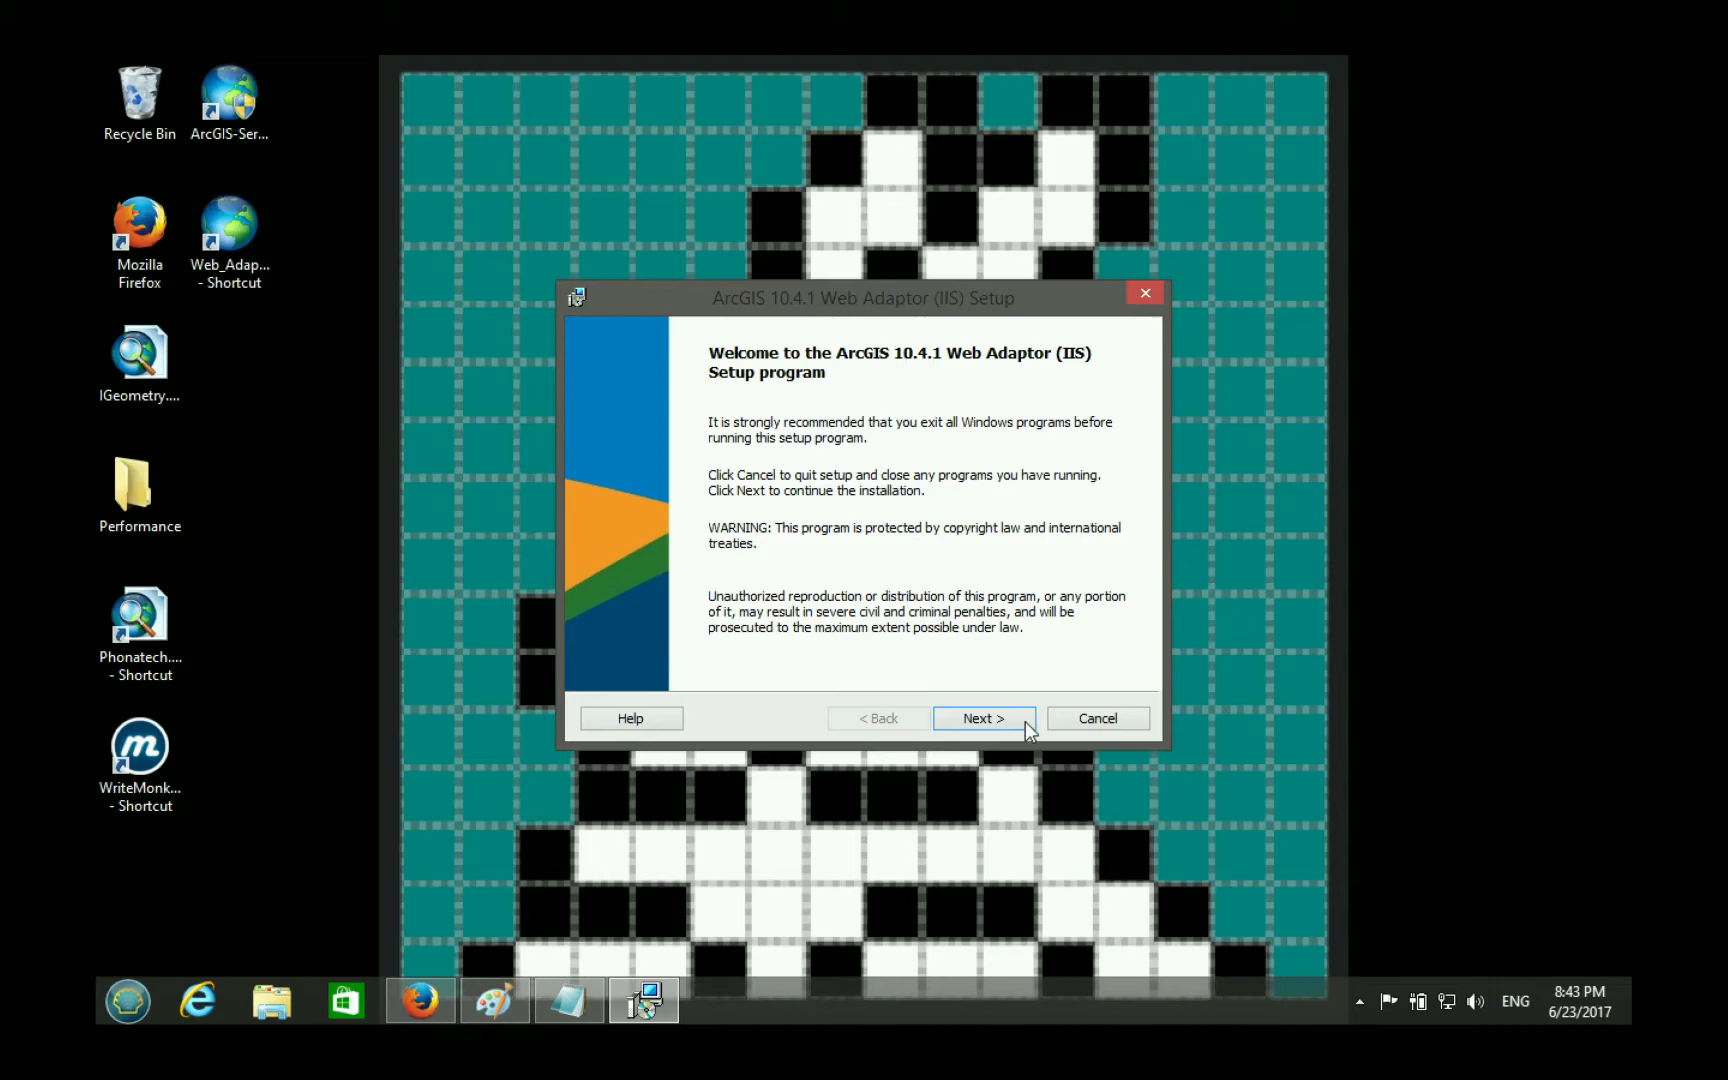 Recycle Bin
ArcGIS-Ser...
Mozilla
Firefox
Web_Adap...
- Shortcut
IGeometry....
Performance
Phonatech....
- Shortcut
WriteMonk...
- Shortcut
ArcGIS 10.4.1 Web Adaptor (IIS) Setup
Welcome to the ArcGIS 10.4.1 Web Adaptor (IIS)
Setup program
It is strongly recommended that you exit all Windows programs before
running this setup program.
Click Cancel to quit setup and close any programs you have running.
Click Next to continue the installation.
WARNING: This program is protected by copyright law and international
treaties.
Unauthorized reproduction or distribution of this program, or any portion
of it, may result in severe civil and criminal penalties, and will be
prosecuted to the maximum extent possible under law.
Help
< Back
Next >
Cancel
ENG
8:43 PM
6/23/2017